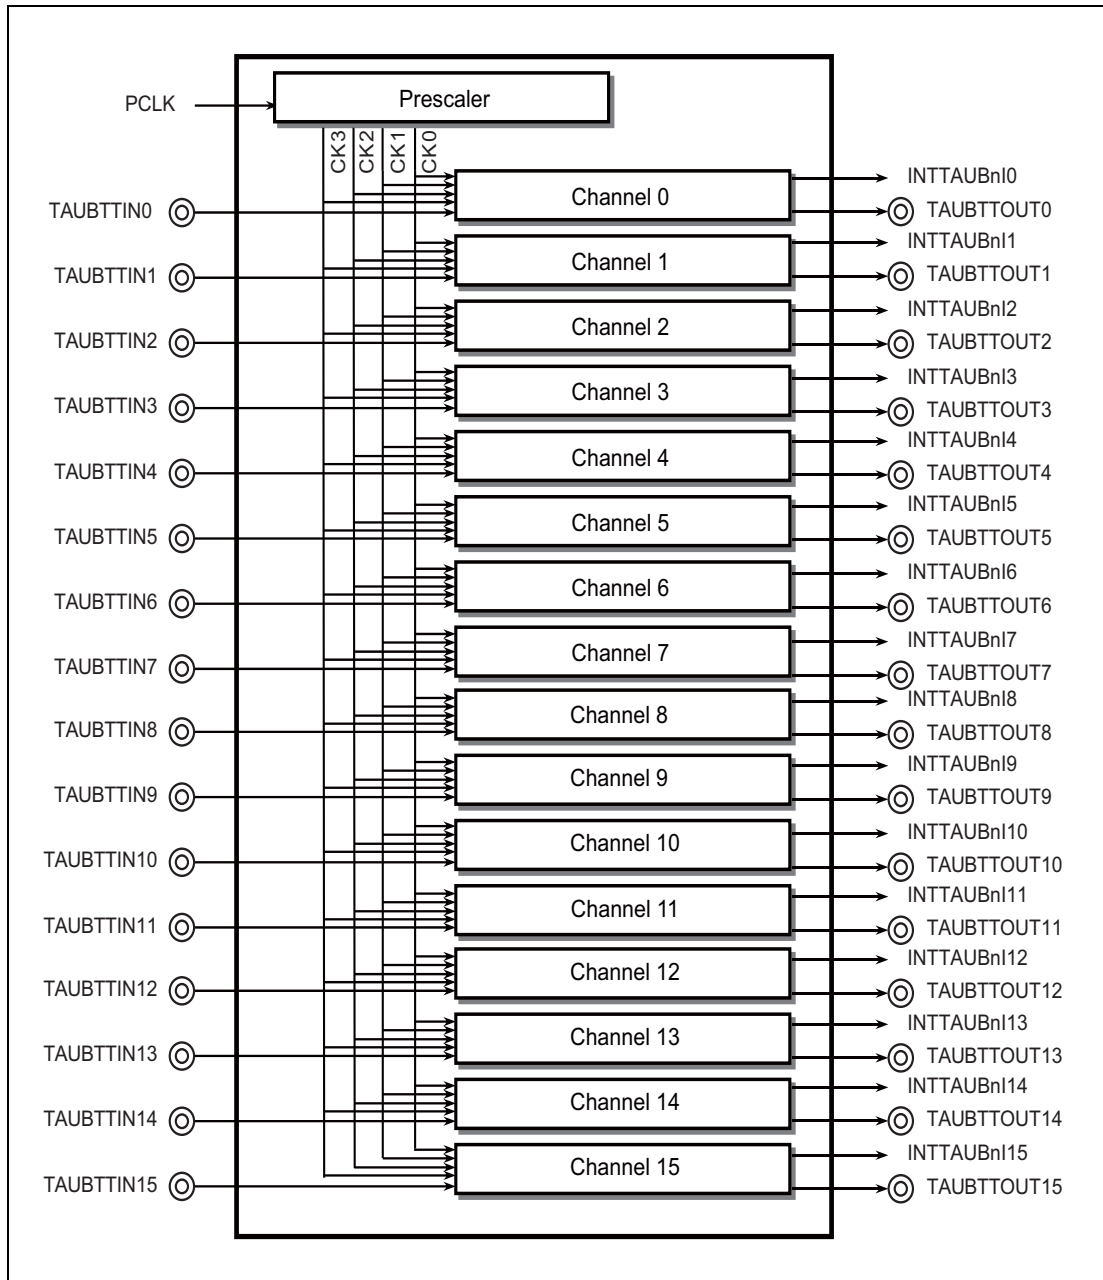 Prescaler
PCLK
CK3
CK2
CK1
CK0
INTTAUBnI0
Channel 0
TAUBTTIN0
TAUBTTOUT0
INTTAUBnI1
Channel 1
TAUBTTIN1
TAUBTTOUT1
INTTAUBnI2
Channel 2
TAUBTTIN2
TAUBTTOUT2
INTTAUBnI3
Channel 3
TAUBTTIN3
TAUBTTOUT3
INTTAUBnI4
Channel 4
TAUBTTIN4
TAUBTTOUT4
INTTAUBnI5
Channel 5
TAUBTTIN5
TAUBTTOUT5
INTTAUBnI6
Channel 6
TAUBTTIN6
TAUBTTOUT6
INTTAUBnI7
Channel 7
TAUBTTIN7
TAUBTTOUT7
INTTAUBnI8
Channel 8
TAUBTTIN8
TAUBTTOUT8
INTTAUBnI9
Channel 9
TAUBTTIN9
TAUBTTOUT9
INTTAUBnI10
Channel 10
TAUBTTIN10
TAUBTTOUT10
INTTAUBnI11
Channel 11
TAUBTTIN11
TAUBTTOUT11
INTTAUBnI12
Channel 12
TAUBTTIN12
TAUBTTOUT12
INTTAUBnI13
Channel 13
TAUBTTIN13
TAUBTTOUT13
INTTAUBnI14
Channel 14
TAUBTTIN14
TAUBTTOUT14
INTTAUBnI15
Channel 15
TAUBTTIN15
TAUBTTOUT15